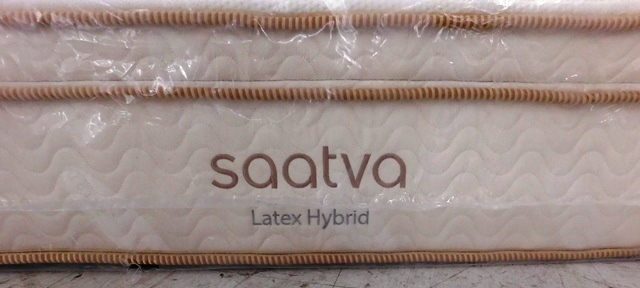 saatva
Latex Hybrid